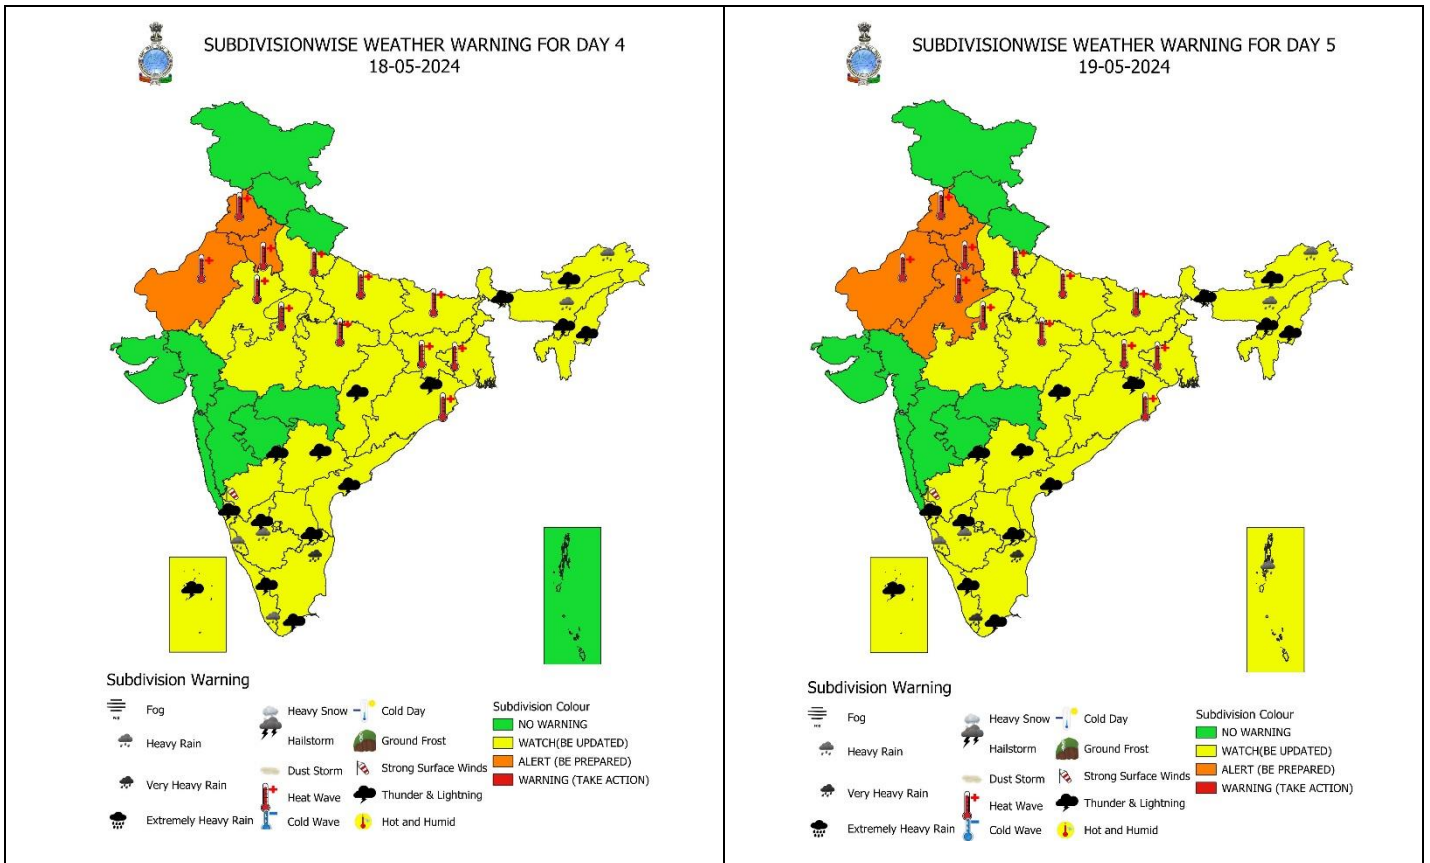 SUBDIVISIONWISE WEATHER WARNING FOR DAY 4
18-05-2024
Subdivision Warning
Fog
Heavy Rain
Very Heavy Rain
Extremely Heavy Rain
Heavy Snow
Hailstorm
Dust Storm
Heat Wave
Cold Wave
Cold Day
Ground Frost
Strong Surface Winds
Thunder & Lightning
Hot and Humid
Subdivision Colour
NO WARNING
WATCH(BE UPDATED)
ALERT (BE PREPARED)
WARNING (TAKE ACTION)
SUBDIVISIONWISE WEATHER WARNING FOR DAY 5
19-05-2024
Subdivision Warning
Fog
Heavy Rain
Very Heavy Rain
Extremely Heavy Rain
Heavy Snow
Hailstorm
Dust Storm
Heat Wave
Cold Wave
Cold Day
Ground Frost
Strong Surface Winds
Thunder & Lightning
Hot and Humid
Subdivision Colour
NO WARNING
WATCH(BE UPDATED)
ALERT (BE PREPARED)
WARNING (TAKE ACTION)